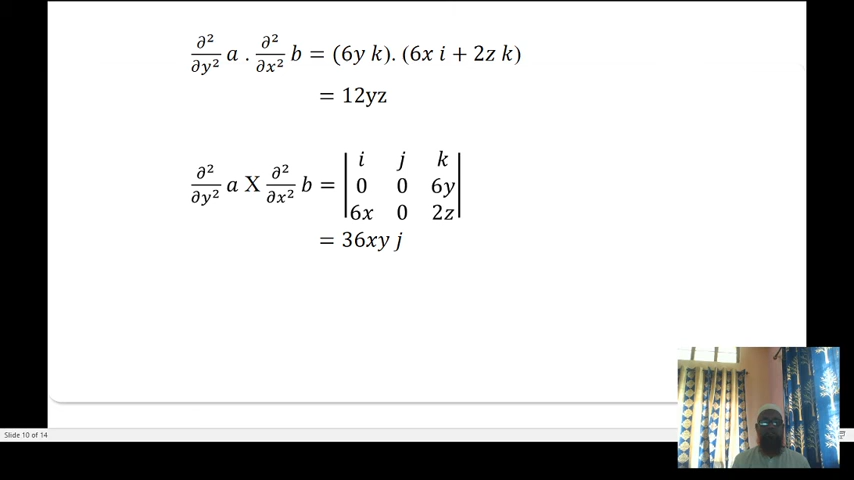 ∂²/∂y² a . ∂²/∂x² b = (6y k). (6x i + 2z k)
= 12yz
∂²/∂y² a X ∂²/∂x² b = | i j k |
| 0 0 6y |
| 6x 0 2z |
= 36xy j
Slide 10 of 14